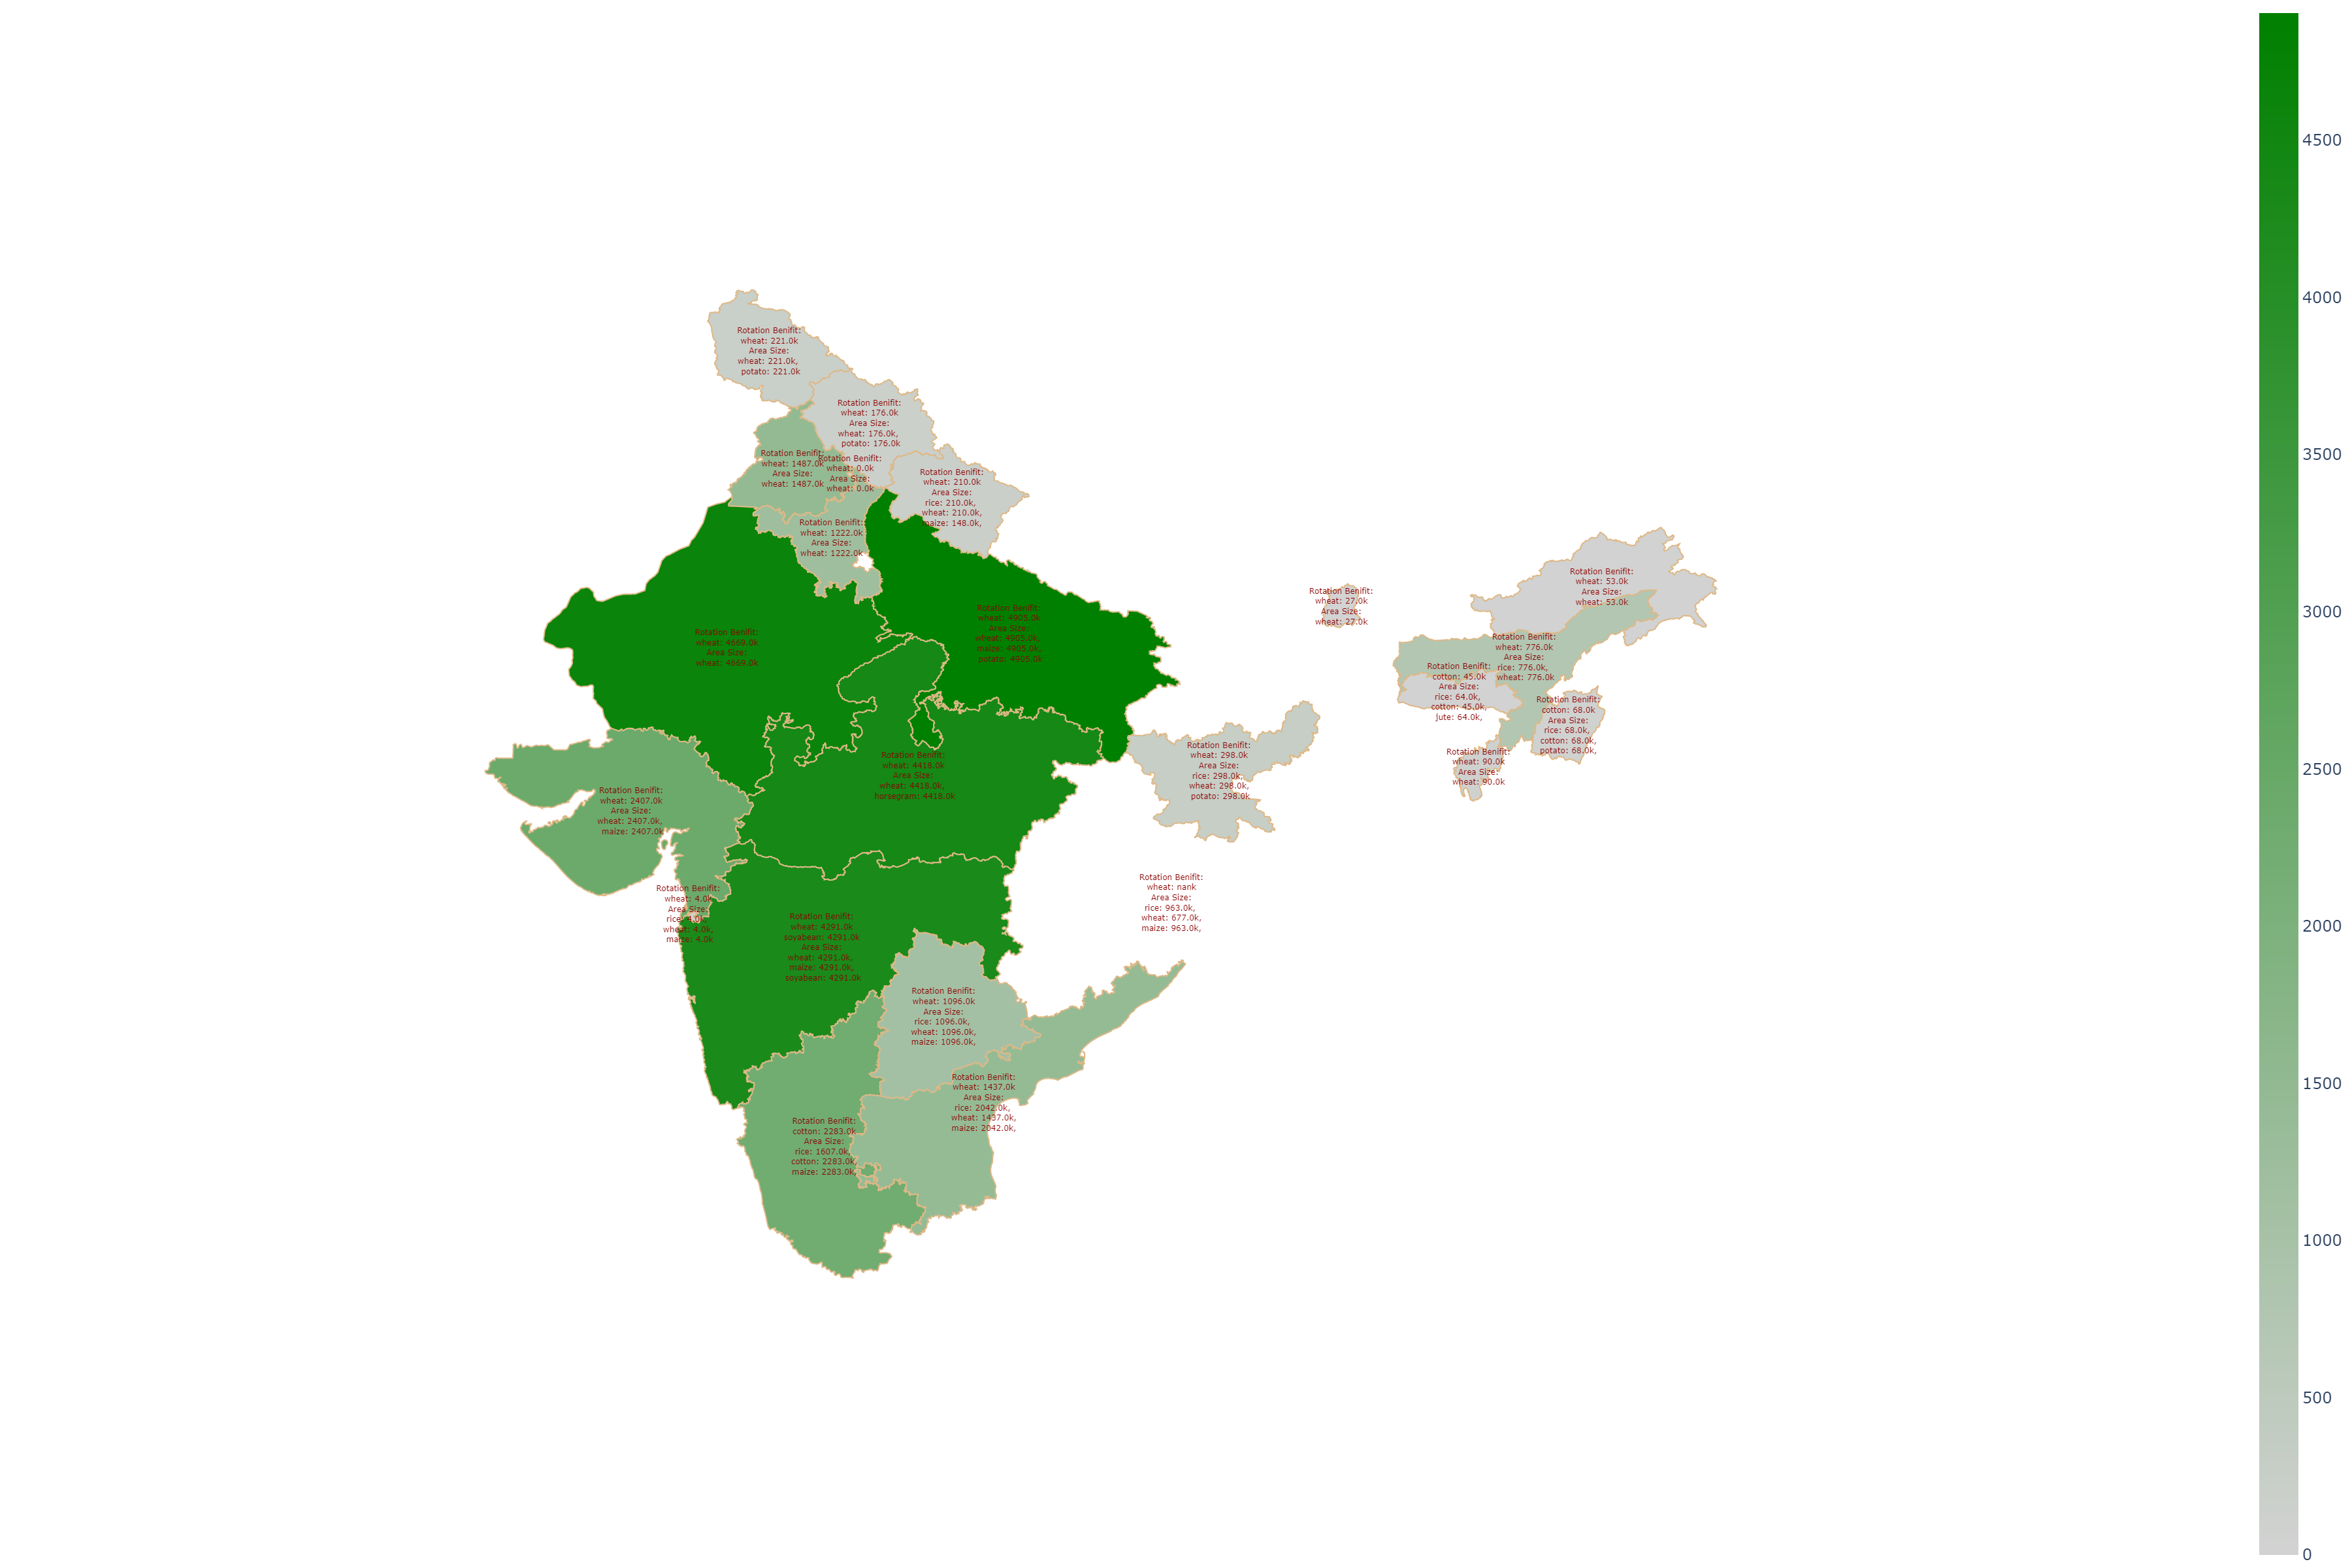 Rotation Benifit:
wheat: 221.0k
Area Size:
wheat: 221.0k,
potato: 221.0k
Rotation Benifit:
wheat: 176.0k
Area Size:
wheat: 176.0k,
potato: 176.0k
Rotation Benifit:
wheat: 1487.0k
Area Size:
wheat: 1487.0k
Rotation Benifit:
wheat: 0.0k
Area Size:
wheat: 0.0k
Rotation Benifit:
wheat: 210.0k
Area Size:
rice: 210.0k,
wheat: 210.0k,
maize: 148.0k,
Rotation Benifit:
wheat: 1222.0k
Area Size:
wheat: 1222.0k
Rotation Benifit:
wheat: 4669.0k
Area Size:
wheat: 4669.0k
Rotation Benifit:
wheat: 4905.0k
Area Size:
wheat: 4905.0k,
maize: 4905.0k,
potato: 4905.0k
Rotation Benifit:
wheat: 27.0k
Area Size:
wheat: 27.0k
Rotation Benifit:
wheat: 53.0k
Area Size:
wheat: 53.0k
Rotation Benifit:
wheat: 776.0k
Area Size:
rice: 776.0k,
wheat: 776.0k
Rotation Benifit:
cotton: 45.0k
Area Size:
rice: 64.0k,
cotton: 45.0k,
jute: 64.0k,
Rotation Benifit:
cotton: 68.0k
Area Size:
rice: 68.0k,
cotton: 68.0k,
potato: 68.0k,
Rotation Benifit:
wheat: 90.0k
Area Size:
wheat: 90.0k
Rotation Benifit:
wheat: 298.0k
Area Size:
rice: 298.0k,
wheat: 298.0k,
potato: 298.0k
Rotation Benifit:
wheat: 4418.0k
Area Size:
wheat: 4418.0k,
horsegram: 4418.0k
Rotation Benifit:
wheat: 2407.0k
Area Size:
wheat: 2407.0k,
maize: 2407.0k
Rotation Benifit:
wheat: 4.0k
Area Size:
rice: 4.0k,
wheat: 4.0k,
maize: 4.0k
Rotation Benifit:
wheat: 4291.0k
soyabean: 4291.0k
Area Size:
wheat: 4291.0k,
maize: 4291.0k,
soyabean: 4291.0k
Rotation Benifit:
wheat: nank
Area Size:
rice: 963.0k,
wheat: 677.0k,
maize: 963.0k,
Rotation Benifit:
wheat: 1096.0k
Area Size:
rice: 1096.0k,
wheat: 1096.0k,
maize: 1096.0k,
Rotation Benifit:
wheat: 1437.0k
Area Size:
rice: 2042.0k,
wheat: 1437.0k,
maize: 2042.0k,
Rotation Benifit:
cotton: 2283.0k
Area Size:
rice: 1607.0k,
cotton: 2283.0k,
maize: 2283.0k,
4500
4000
3500
3000
2500
2000
1500
1000
500
0